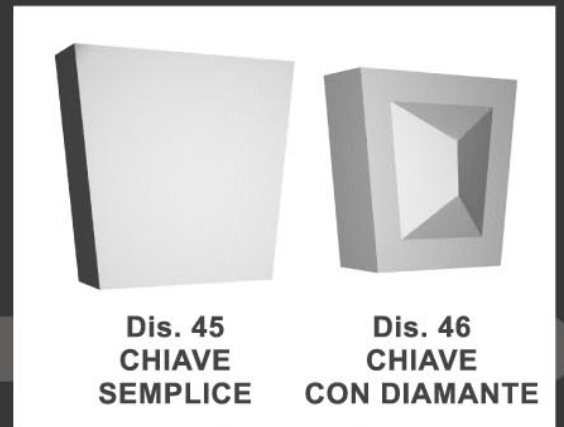 Dis. 45
CHIAVE
SEMPLICE
Dis. 46
CHIAVE
CON DIAMANTE